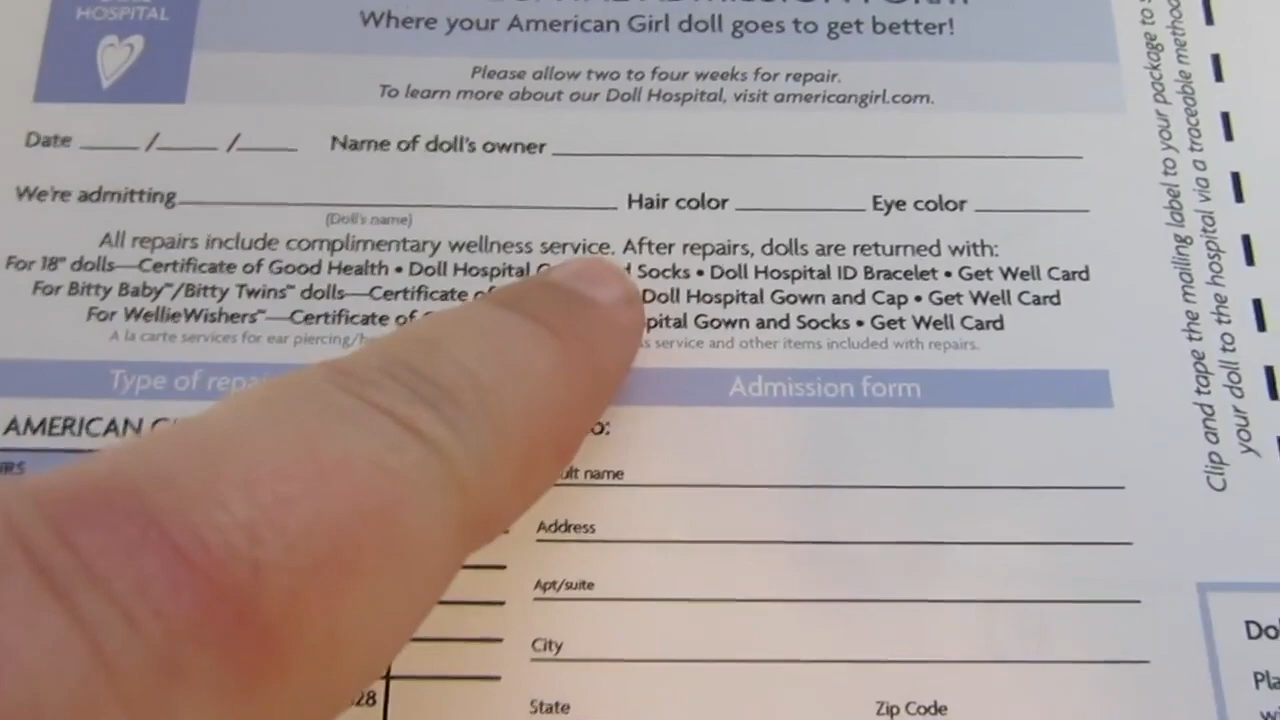 HOSPITAL
Where your American Girl doll goes to get better!
Please allow two to four weeks for repair.
To learn more about our Doll Hospital, visit americangirl.com.
Date ____/____/____ Name of doll's owner
We're admitting Hair color Eye color
(Doll's name)
All repairs include complimentary wellness service. After repairs, dolls are returned with:
For 18" dolls—Certificate of Good Health • Doll Hospital Socks • Doll Hospital ID Bracelet • Get Well Card
For Bitty Baby™/Bitty Twins™ dolls—Certificate Doll Hospital Gown and Cap • Get Well Card
For WellieWishers™—Certificate of Gown and Socks • Get Well Card
A la carte services for ear piercing/ service and other items included with repairs.
Type of Admission form
AMERICAN
name
Address
Apt/suite
City
State Zip Code
Clip and tape the mailing label to your package to
your doll to the hospital via a traceable